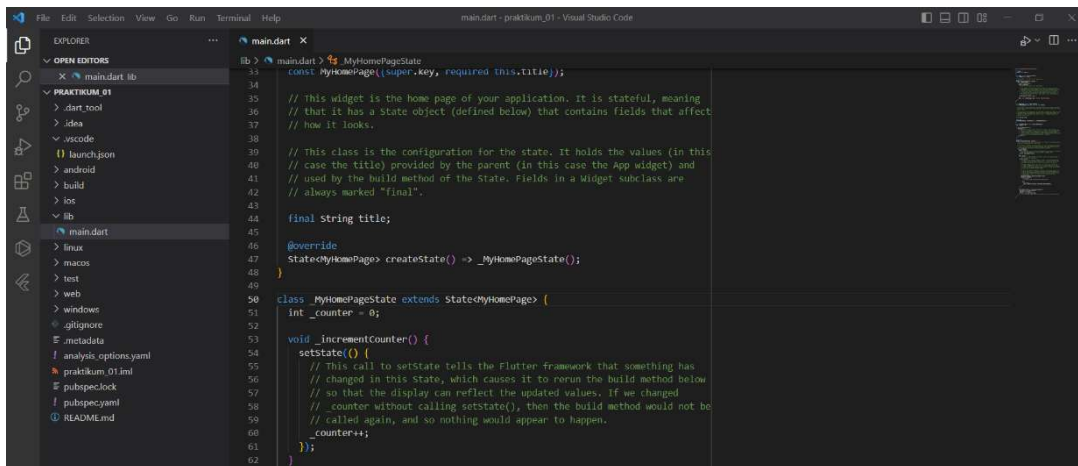 File Edit Selection View Go Run Terminal Help
main.dart - praktikum_01 - Visual Studio Code
EXPLORER
OPEN EDITORS
main.dart lib
PRAKTIKUM_01
.dart_tool
.idea
.vscode
launch.json
android
build
ios
lib
main.dart
linux
macos
test
web
windows
.gitignore
.metadata
analysis_options.yaml
praktikum_01.iml
pubspec.lock
pubspec.yaml
README.md
main.dart
lib > main.dart > _MyHomePageState
33 const MyHomePage({super.key, required this.title});
34
35 // This widget is the home page of your application. It is stateful, meaning
36 // that it has a State object (defined below) that contains fields that affect
37 // how it looks.
38
39 // This class is the configuration for the state. It holds the values (in this
40 // case the title) provided by the parent (in this case the App widget) and
41 // used by the build method of the State. Fields in a Widget subclass are
42 // always marked "final".
43
44 final String title;
45
46 @override
47 State<MyHomePage> createState() => _MyHomePageState();
48 }
49
50 class _MyHomePageState extends State<MyHomePage> {
51 int _counter = 0;
52
53 void _incrementCounter() {
54 setState(() {
55 // This call to setState tells the Flutter framework that something has
56 // changed in this State, which causes it to rerun the build method below
57 // so that the display can reflect the updated values. If we changed
58 // _counter without calling setState(), then the build method would not be
59 // called again, and so nothing would appear to happen.
60 _counter++;
61 });
62 }